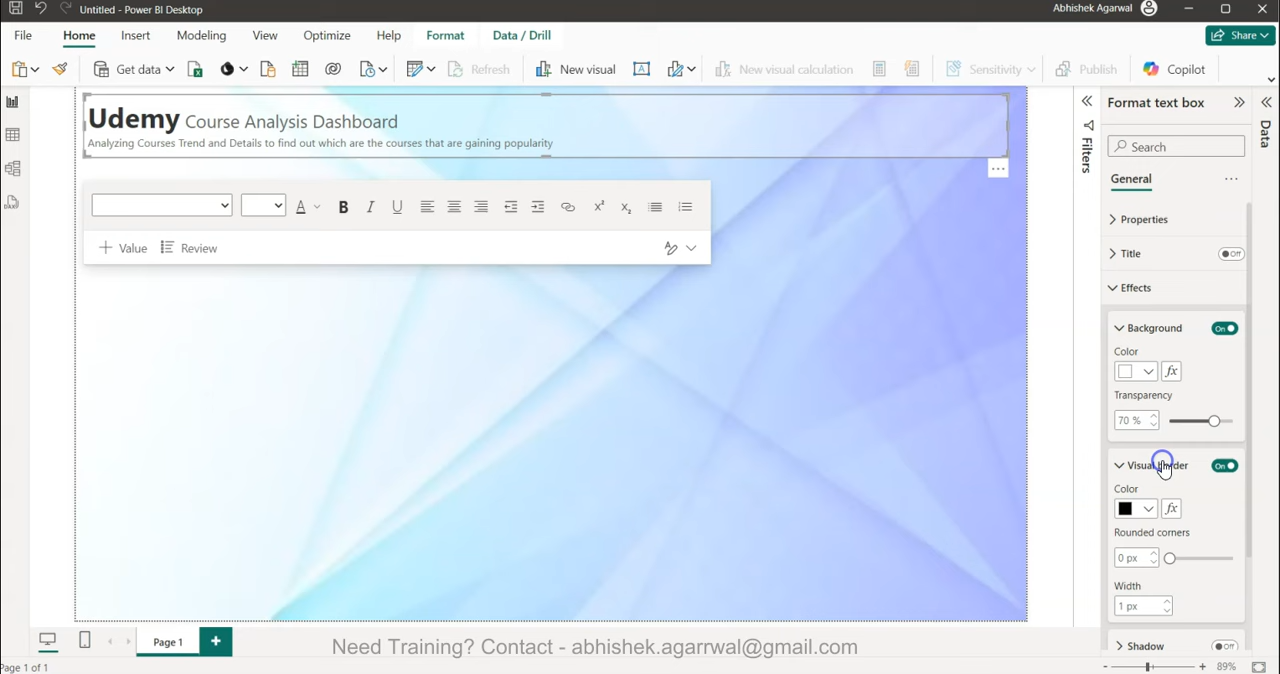 Untitled - Power BI Desktop
Abhishek Agarwal
File Home Insert Modeling View Optimize Help Format Data / Drill
Share
Get data
Refresh
New visual
New visual calculation
Sensitivity
Publish
Copilot
Udemy Course Analysis Dashboard
Analyzing Courses Trend and Details to find out which are the courses that are gaining popularity
A B I U x² x₂
+ Value Review
Filters
Format text box
Search
General
Properties
Title Off
Effects
Background On
Color
fx
Transparency
70 %
Visual On
Color
fx
Rounded corners
0 px
Width
1 px
Shadow Off
Data
Page 1
Need Training? Contact - abhishek.agarrwal@gmail.com
Page 1 of 1
- + 89%